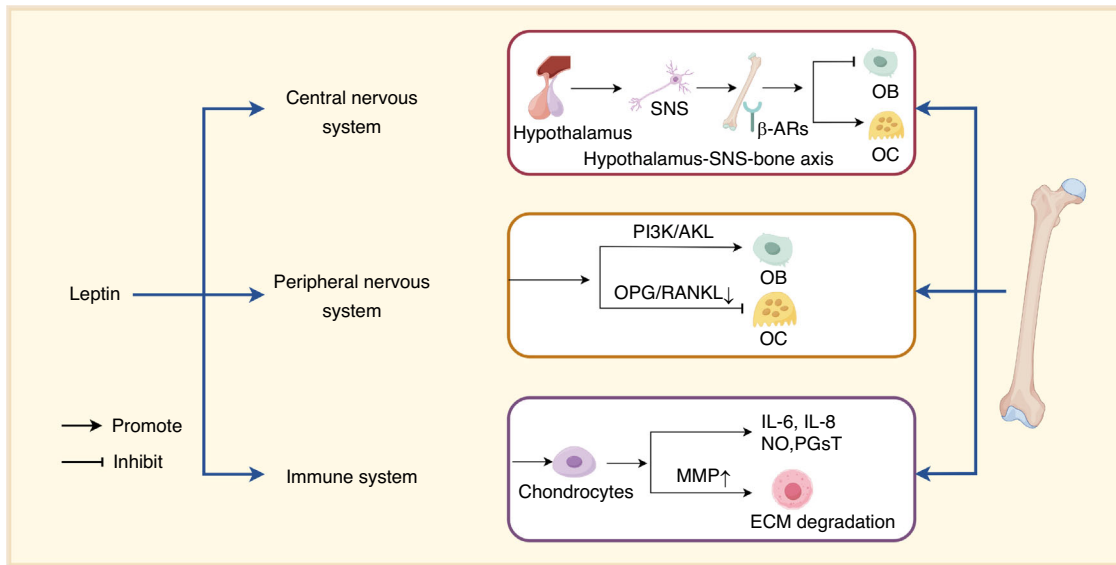 Leptin
Central nervous
system
Peripheral nervous
system
Immune system
Promote
Inhibit
Hypothalamus
SNS
β-ARs
OB
OC
Hypothalamus-SNS-bone axis
PI3K/AKL
OB
OPG/RANKL↓
OC
Chondrocytes
IL-6, IL-8
NO,PGsT
MMP↑
ECM degradation